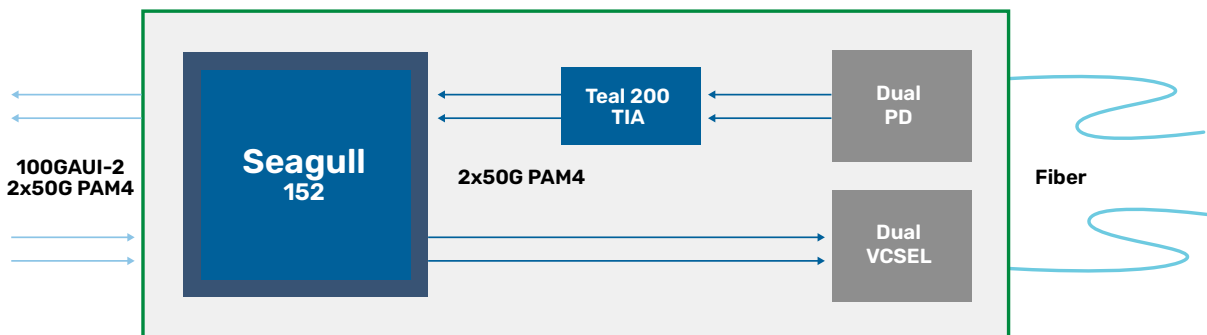 100GAUI-2
2x50G PAM4
Seagull
152
2x50G PAM4
Teal 200
TIA
Dual
PD
Dual
VCSEL
Fiber